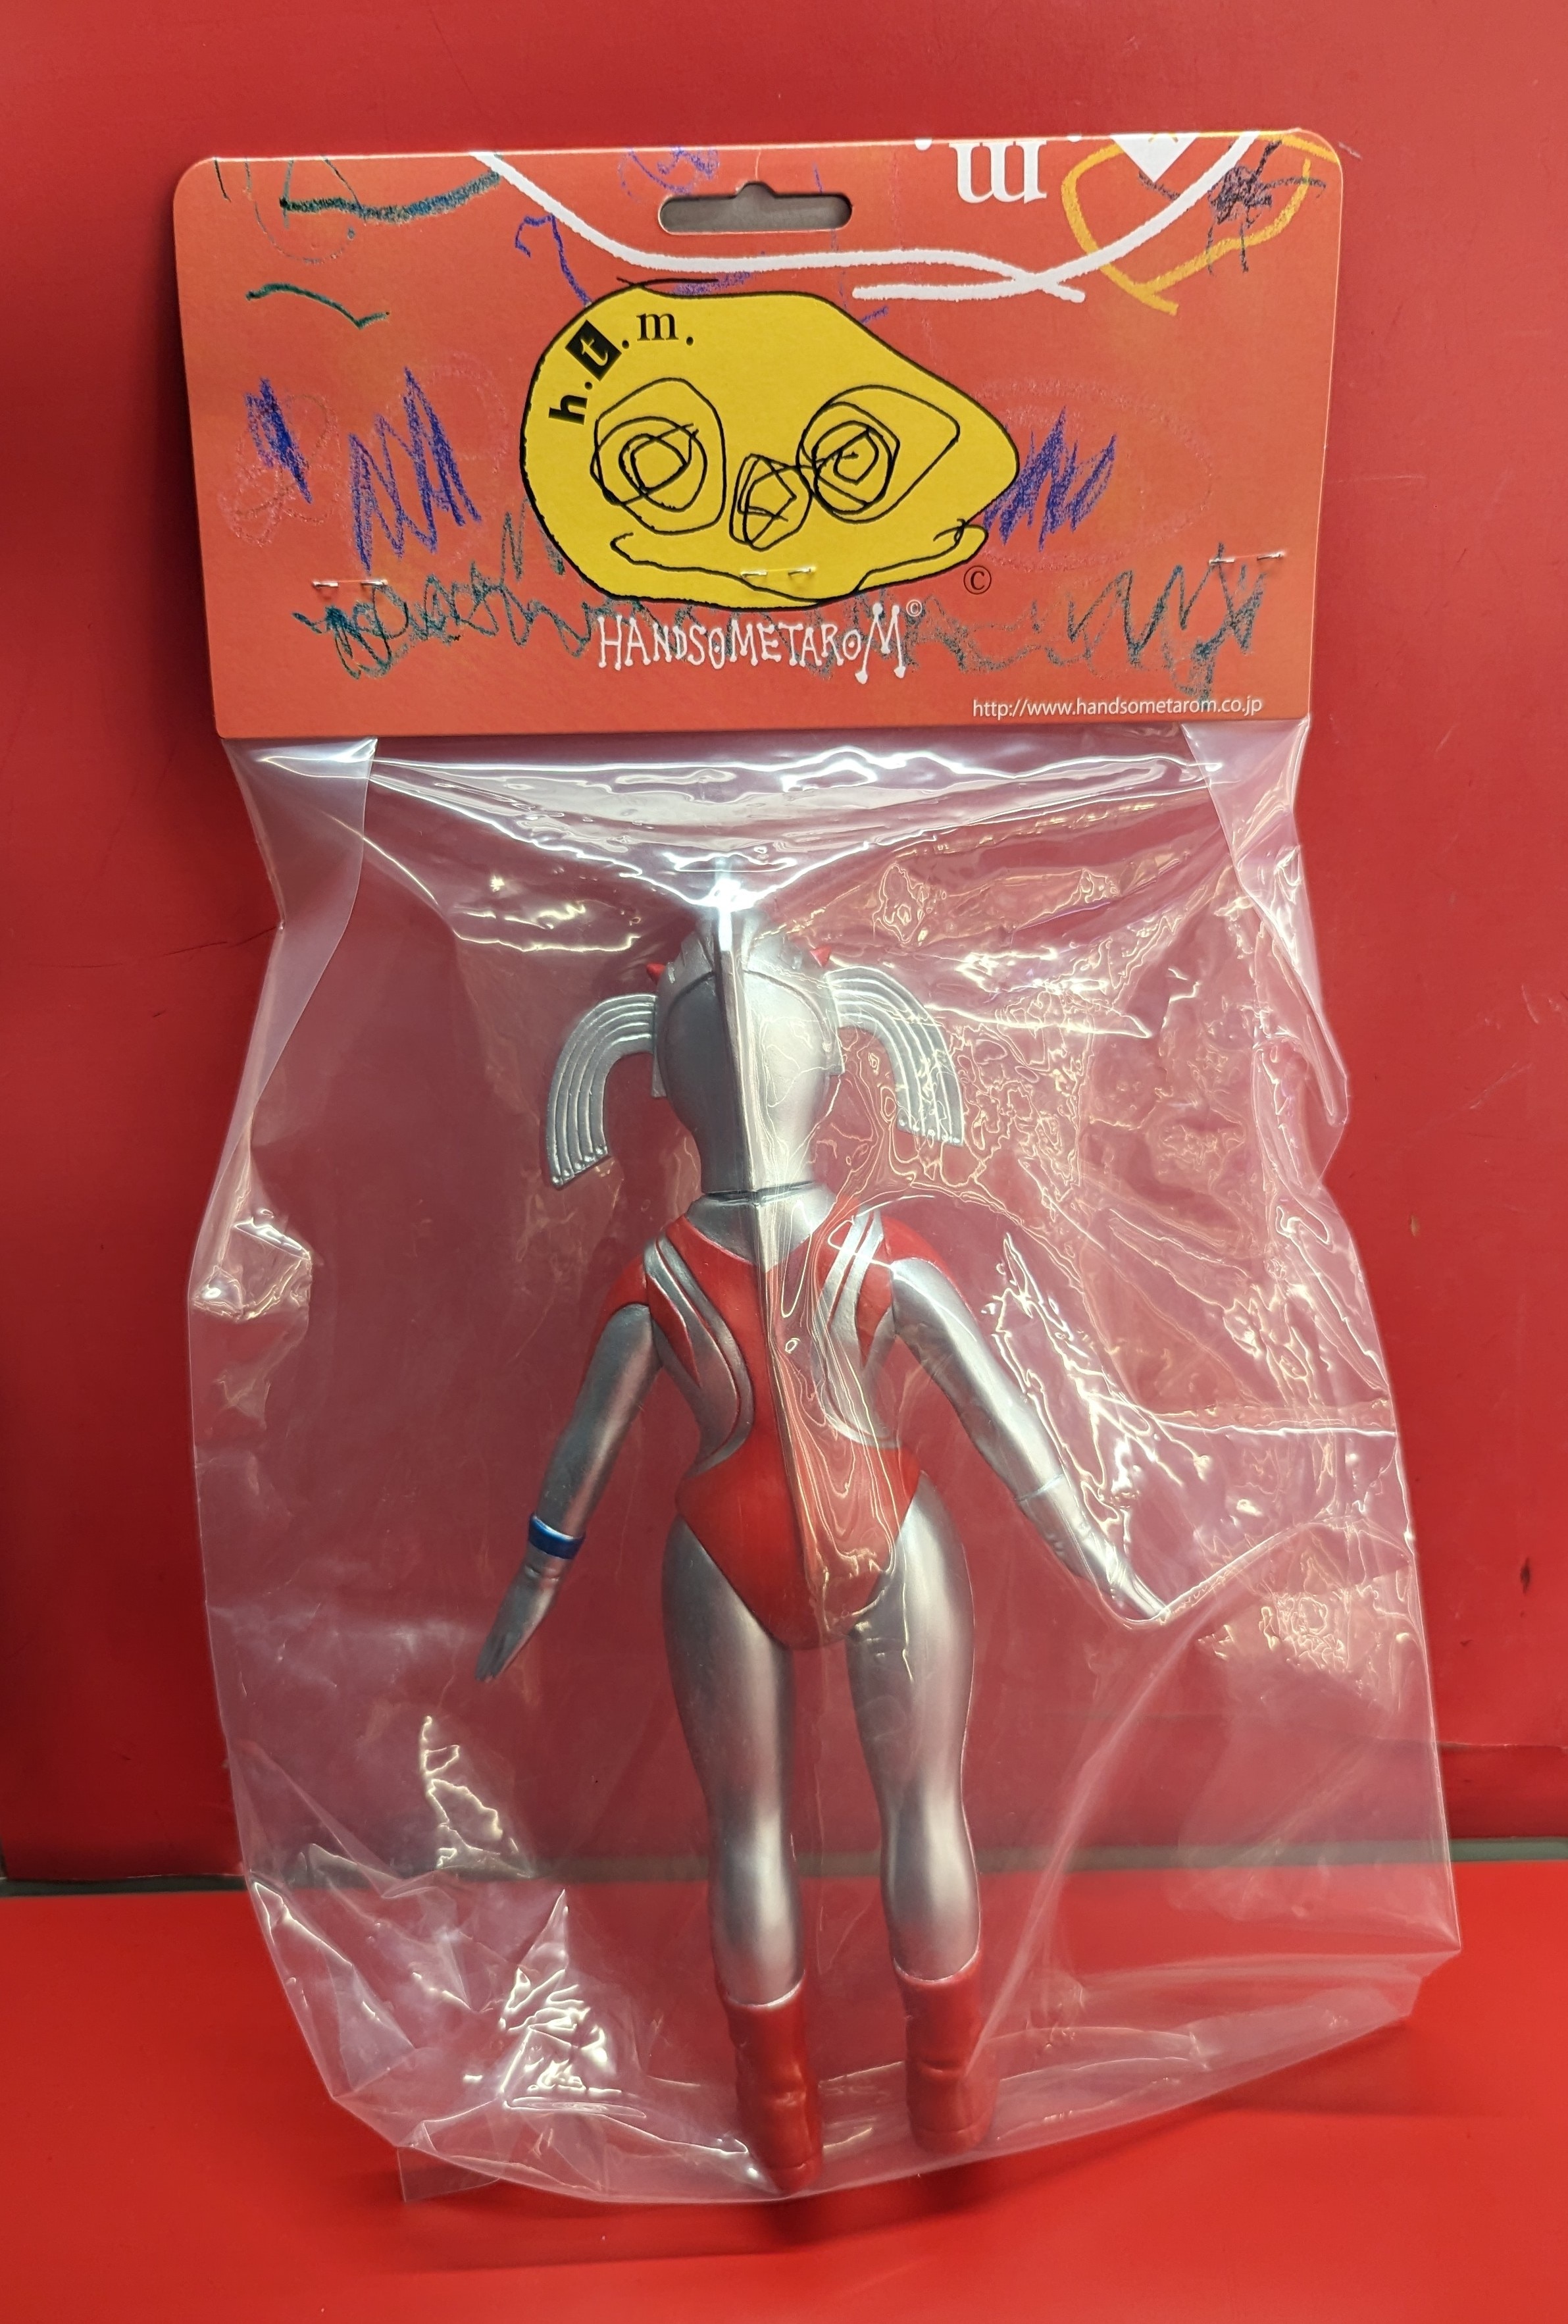 .m.
h.t.m.
©
HANDSOMETAROM©
http://www.handsometarom.co.jp